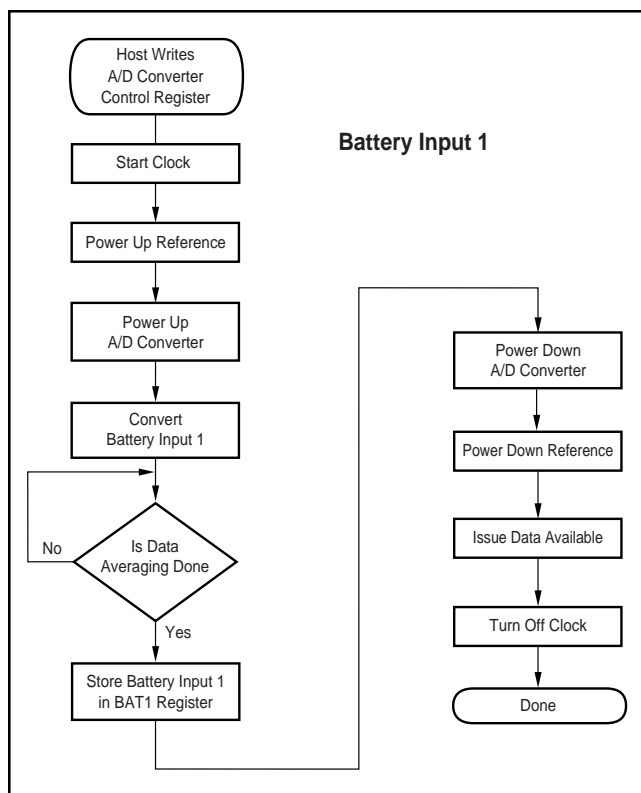 Host Writes
A/D Converter
Control Register
Battery Input 1
Start Clock
Power Up Reference
Power Up
A/D Converter
Convert
Battery Input 1
No
Is Data
Averaging Done
Yes
Store Battery Input 1
in BAT1 Register
Power Down
A/D Converter
Power Down Reference
Issue Data Available
Turn Off Clock
Done